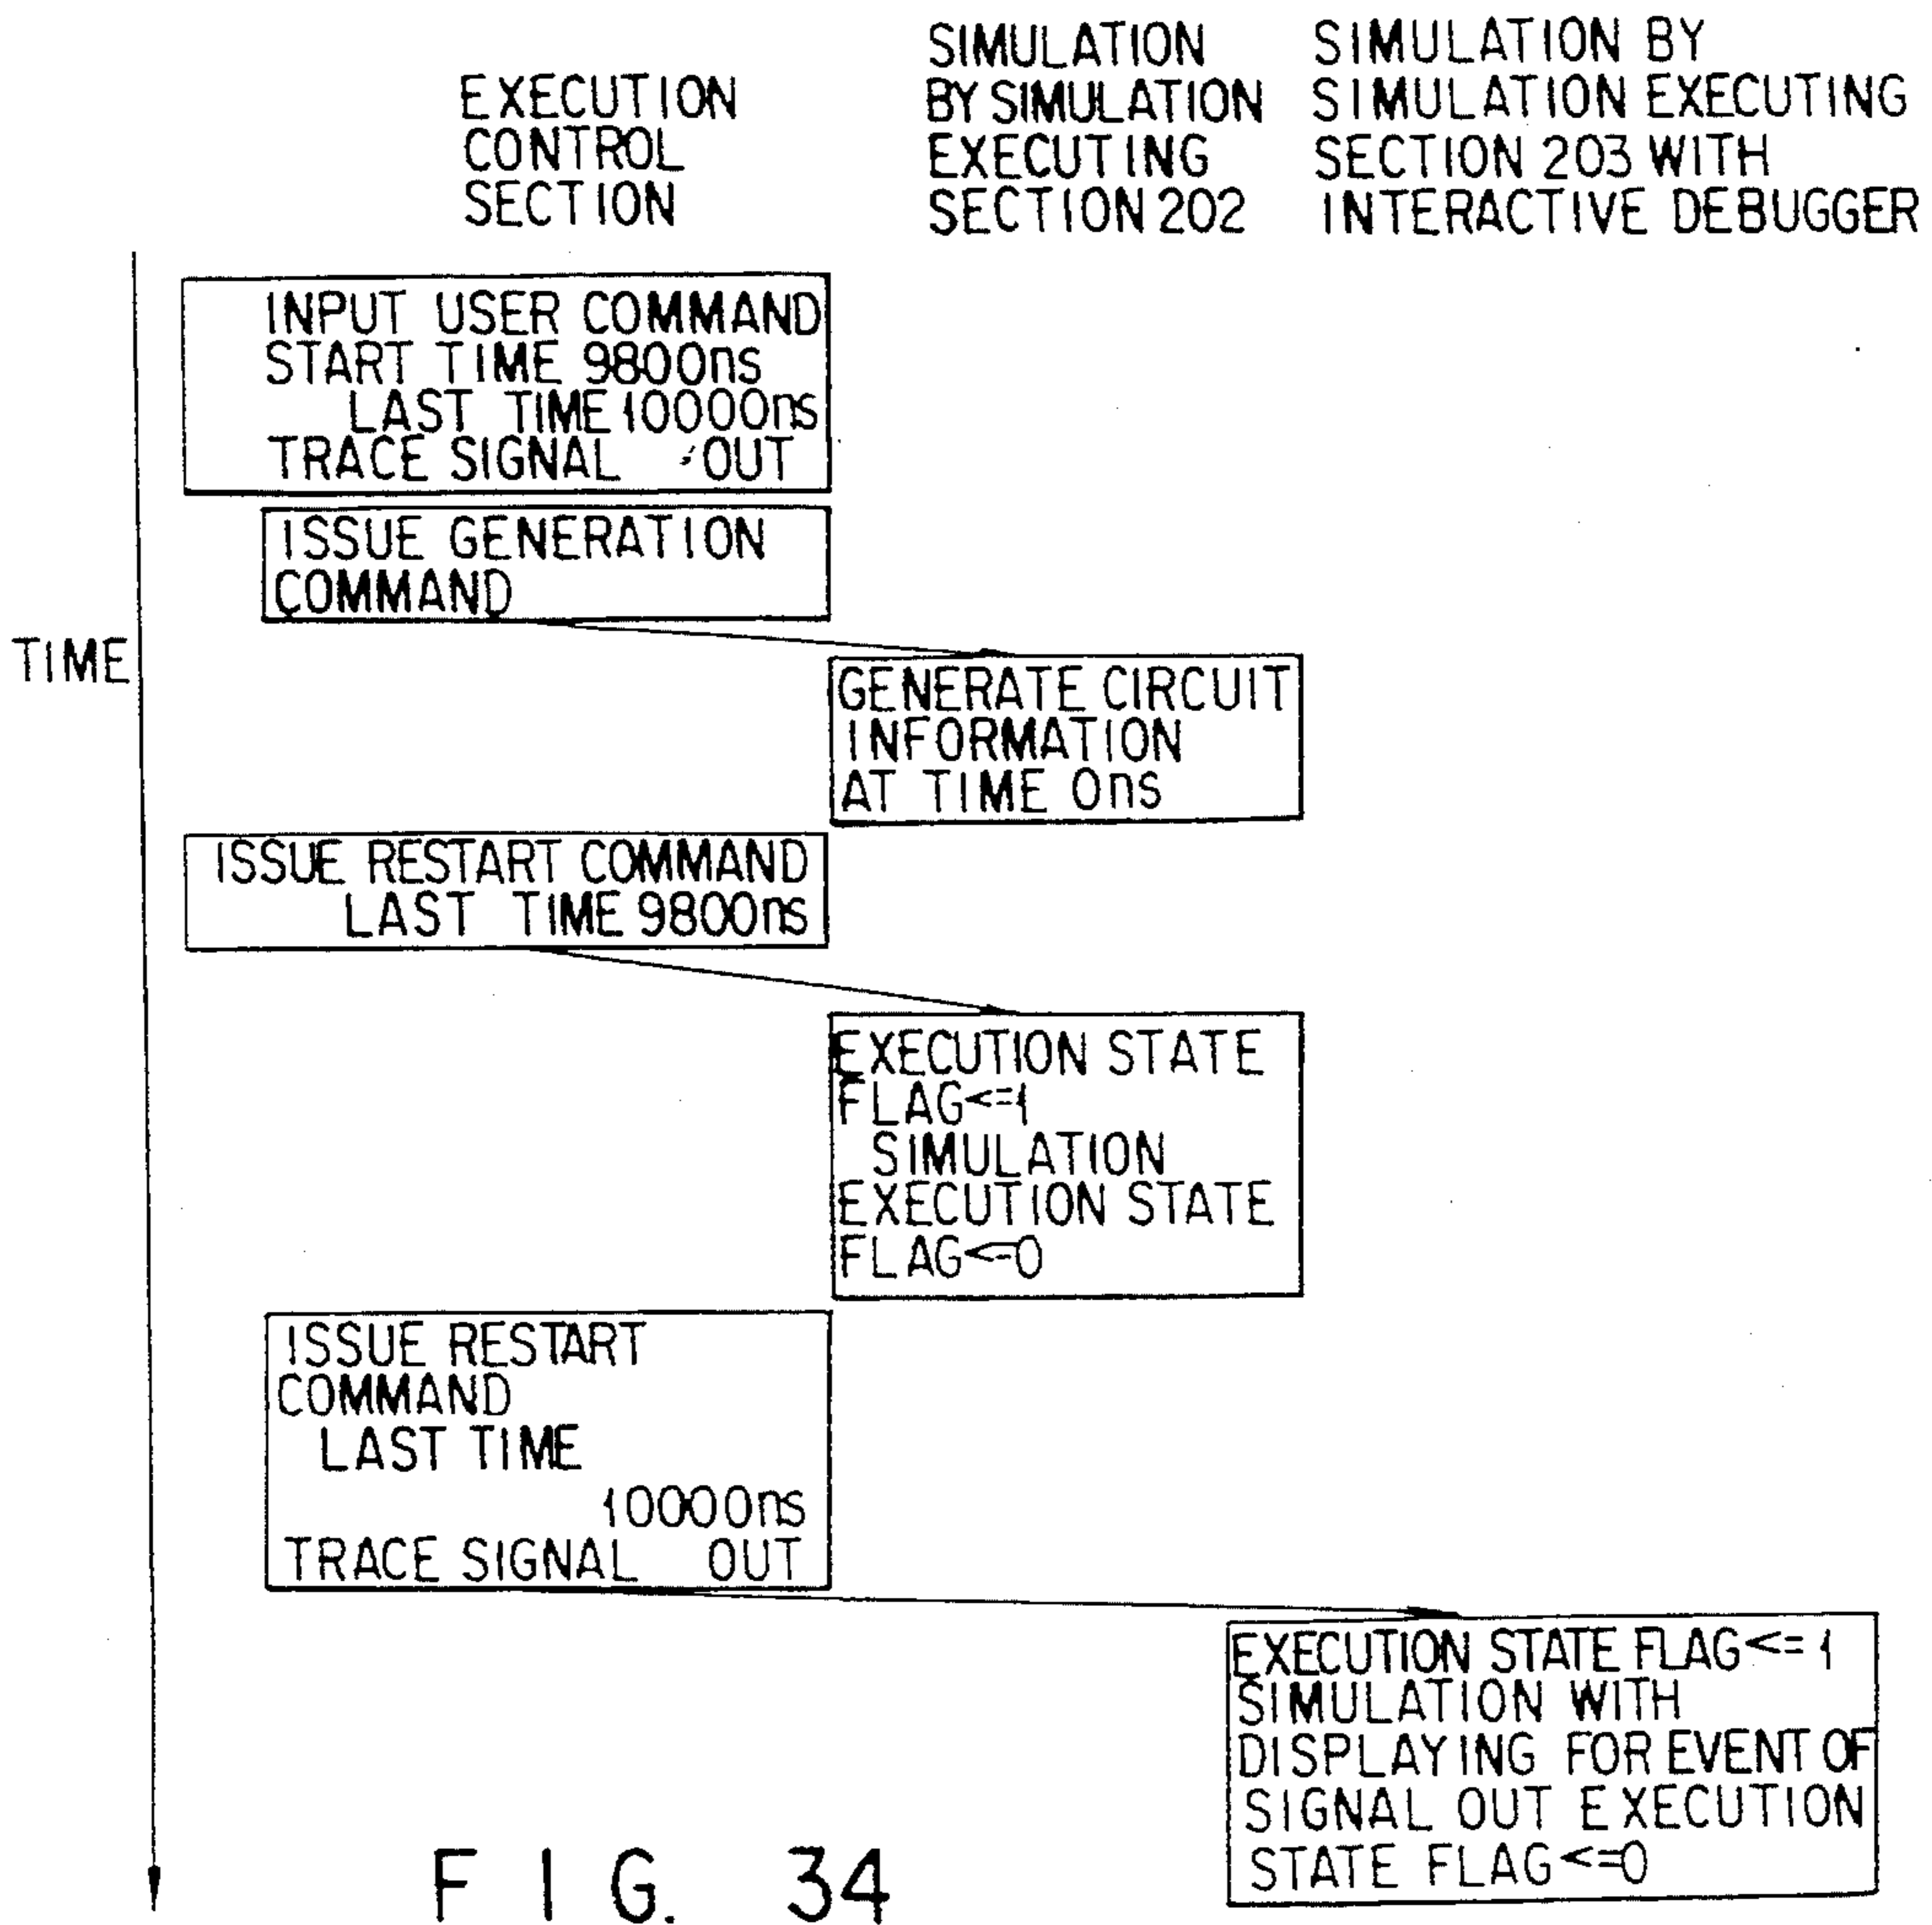 EXECUTION
CONTROL
SECTION
SIMULATION
BY SIMULATION
EXECUTING
SECTION 202
SIMULATION BY
SIMULATION EXECUTING
SECTION 203 WITH
INTERACTIVE DEBUGGER
INPUT USER COMMAND
START TIME 9800ns
LAST TIME 10000ns
TRACE SIGNAL OUT
ISSUE GENERATION
COMMAND
TIME
GENERATE CIRCUIT
INFORMATION
AT TIME 0ns
ISSUE RESTART COMMAND
LAST TIME 9800ns
EXECUTION STATE
FLAG<=1
SIMULATION
EXECUTION STATE
FLAG<=0
ISSUE RESTART
COMMAND
LAST TIME
10000ns
TRACE SIGNAL OUT
EXECUTION STATE FLAG<=1
SIMULATION WITH
DISPLAYING FOR EVENT OF
SIGNAL OUT EXECUTION
STATE FLAG<=0
FIG. 34